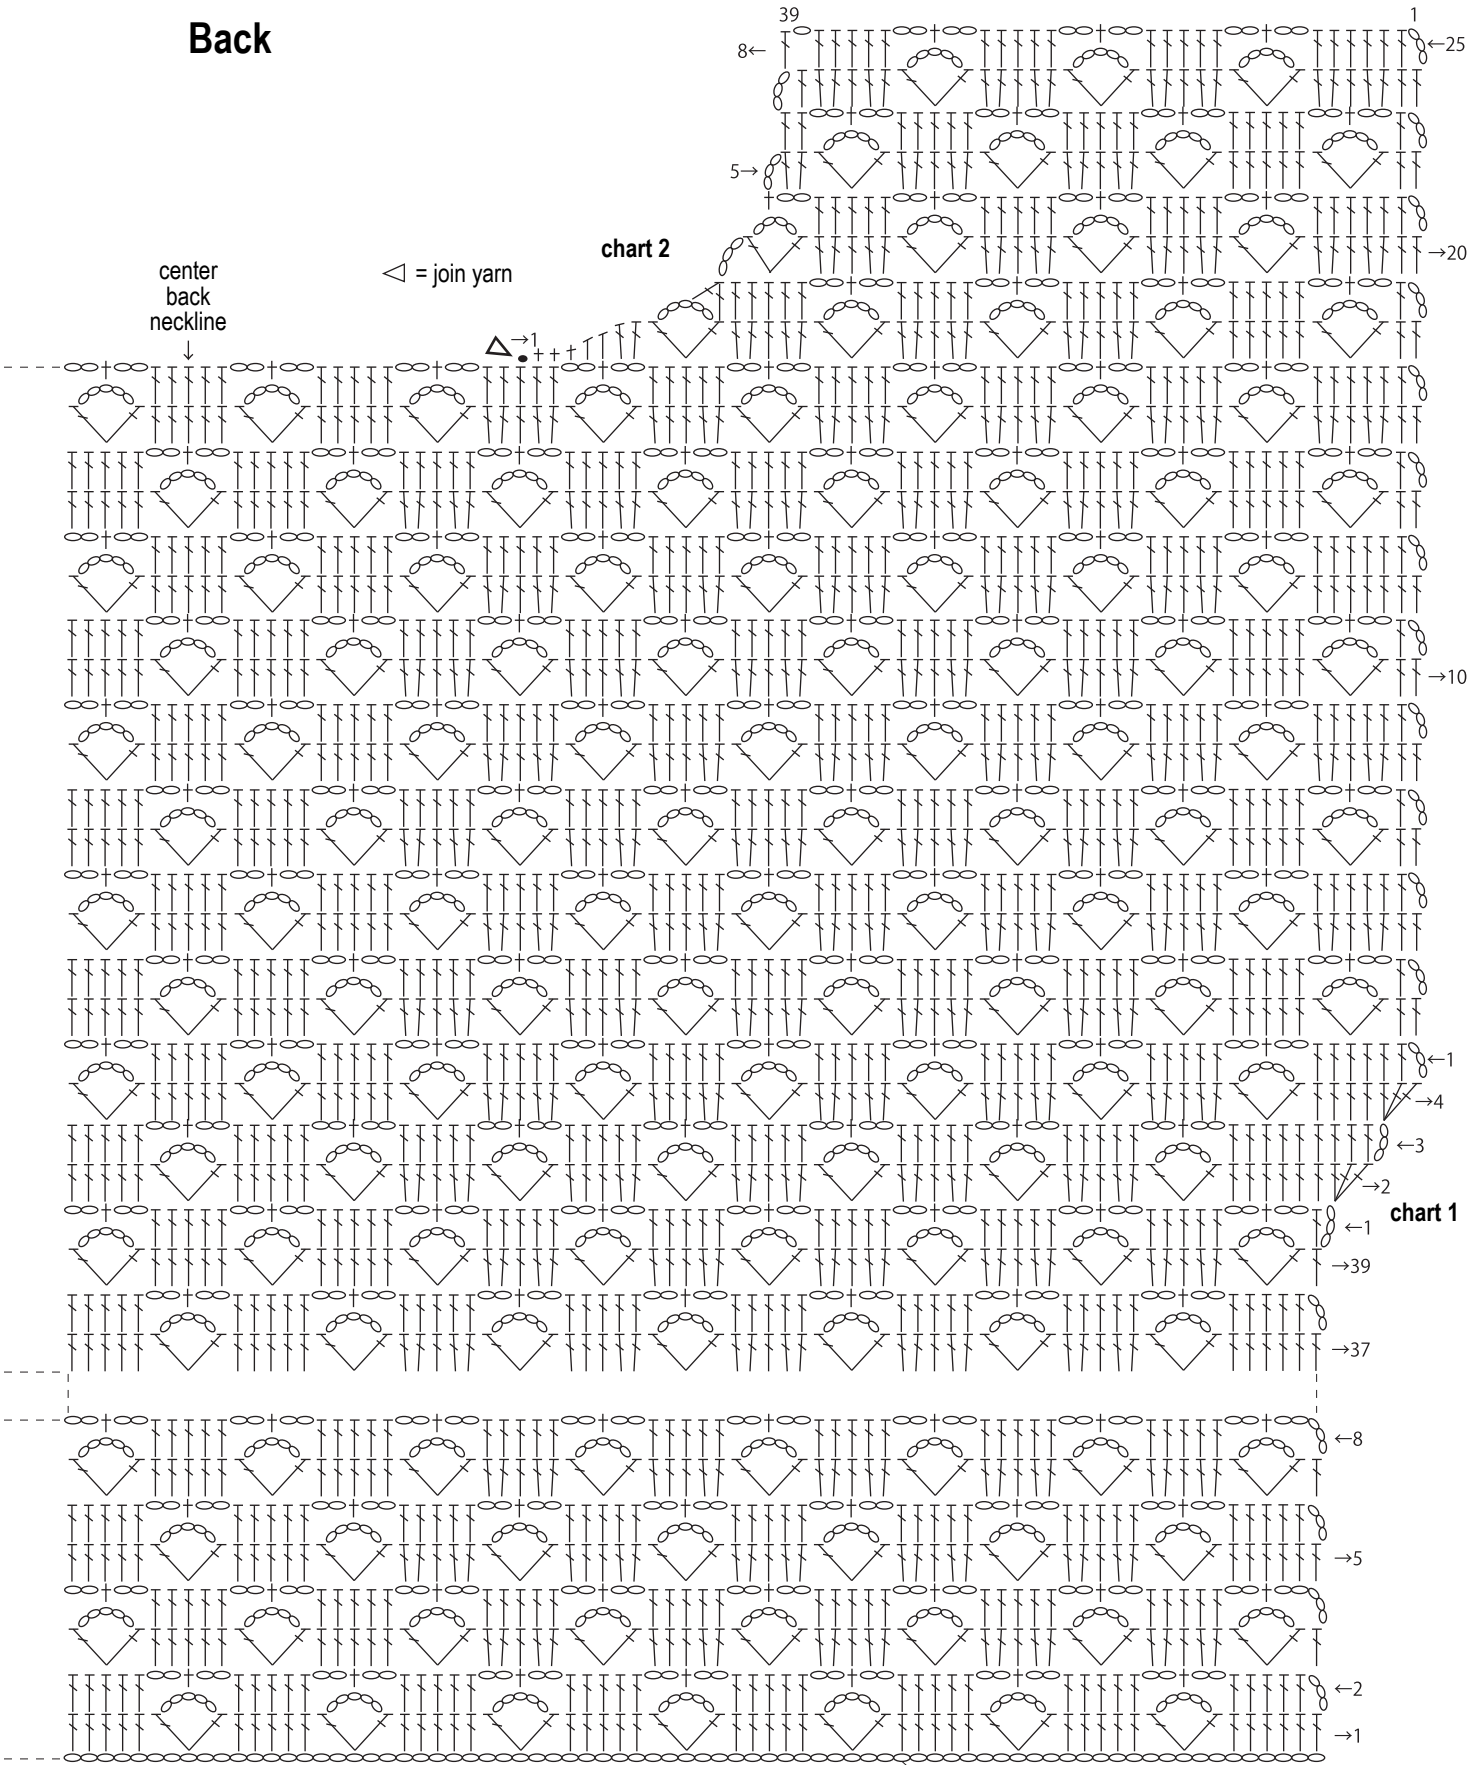 Back
39
1
8←
←25
5→
chart 2
→20
center
back
neckline
◁ = join yarn
→1
→10
←1
→4
←3
→2
chart 1
←1
→39
→37
←8
→5
←2
→1